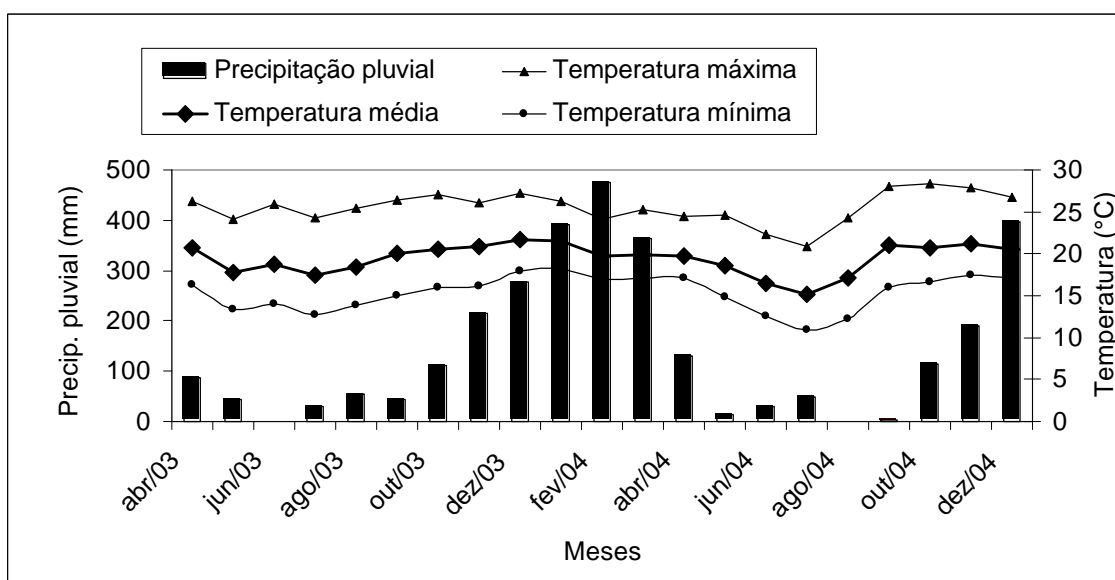 Precipitação pluvial
Temperatura máxima
Temperatura média
Temperatura mínima
Precip. pluvial (mm)
500
400
300
200
100
0
30
25
20
15
10
5
0
Temperatura (°C)
abr/03
jun/03
ago/03
out/03
dez/03
fev/04
abr/04
jun/04
ago/04
out/04
dez/04
Meses